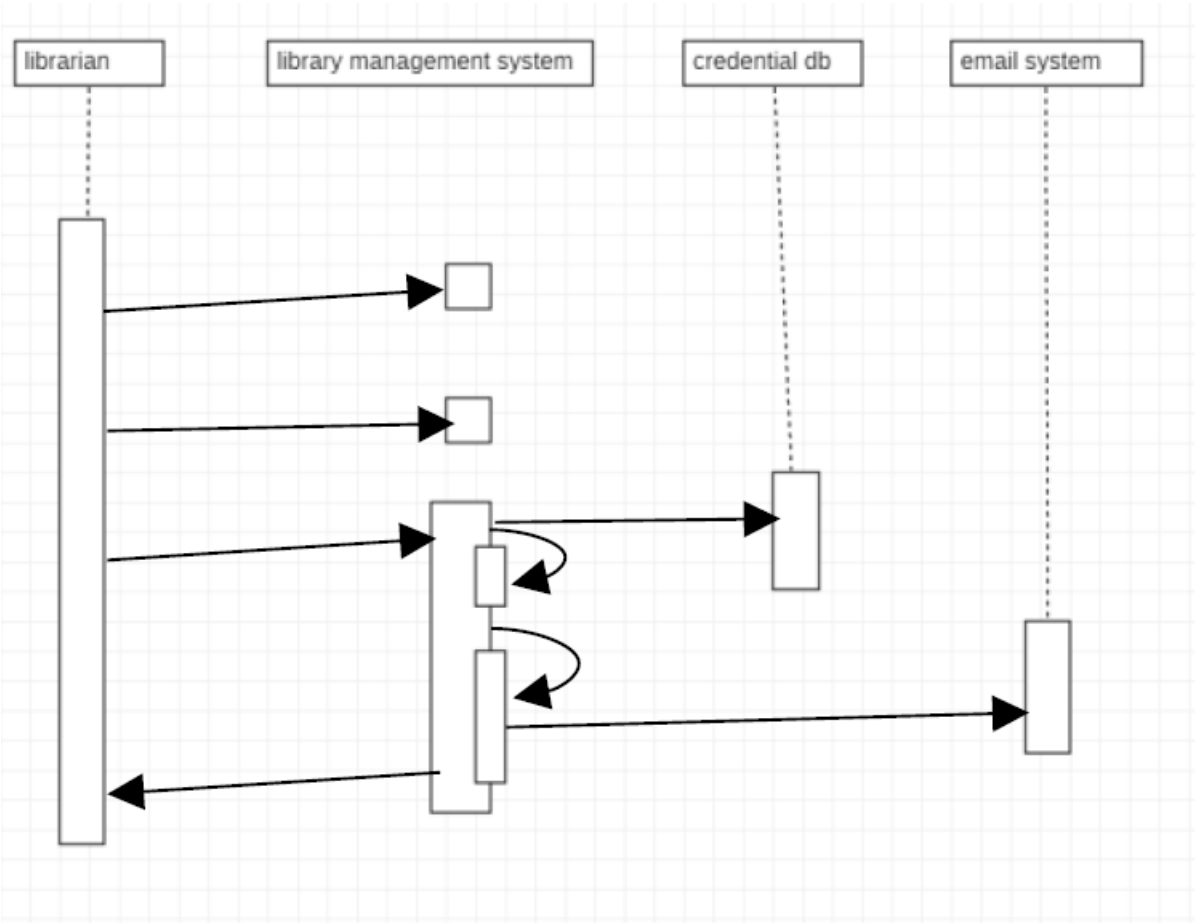 librarian
library management system
credential db
email system